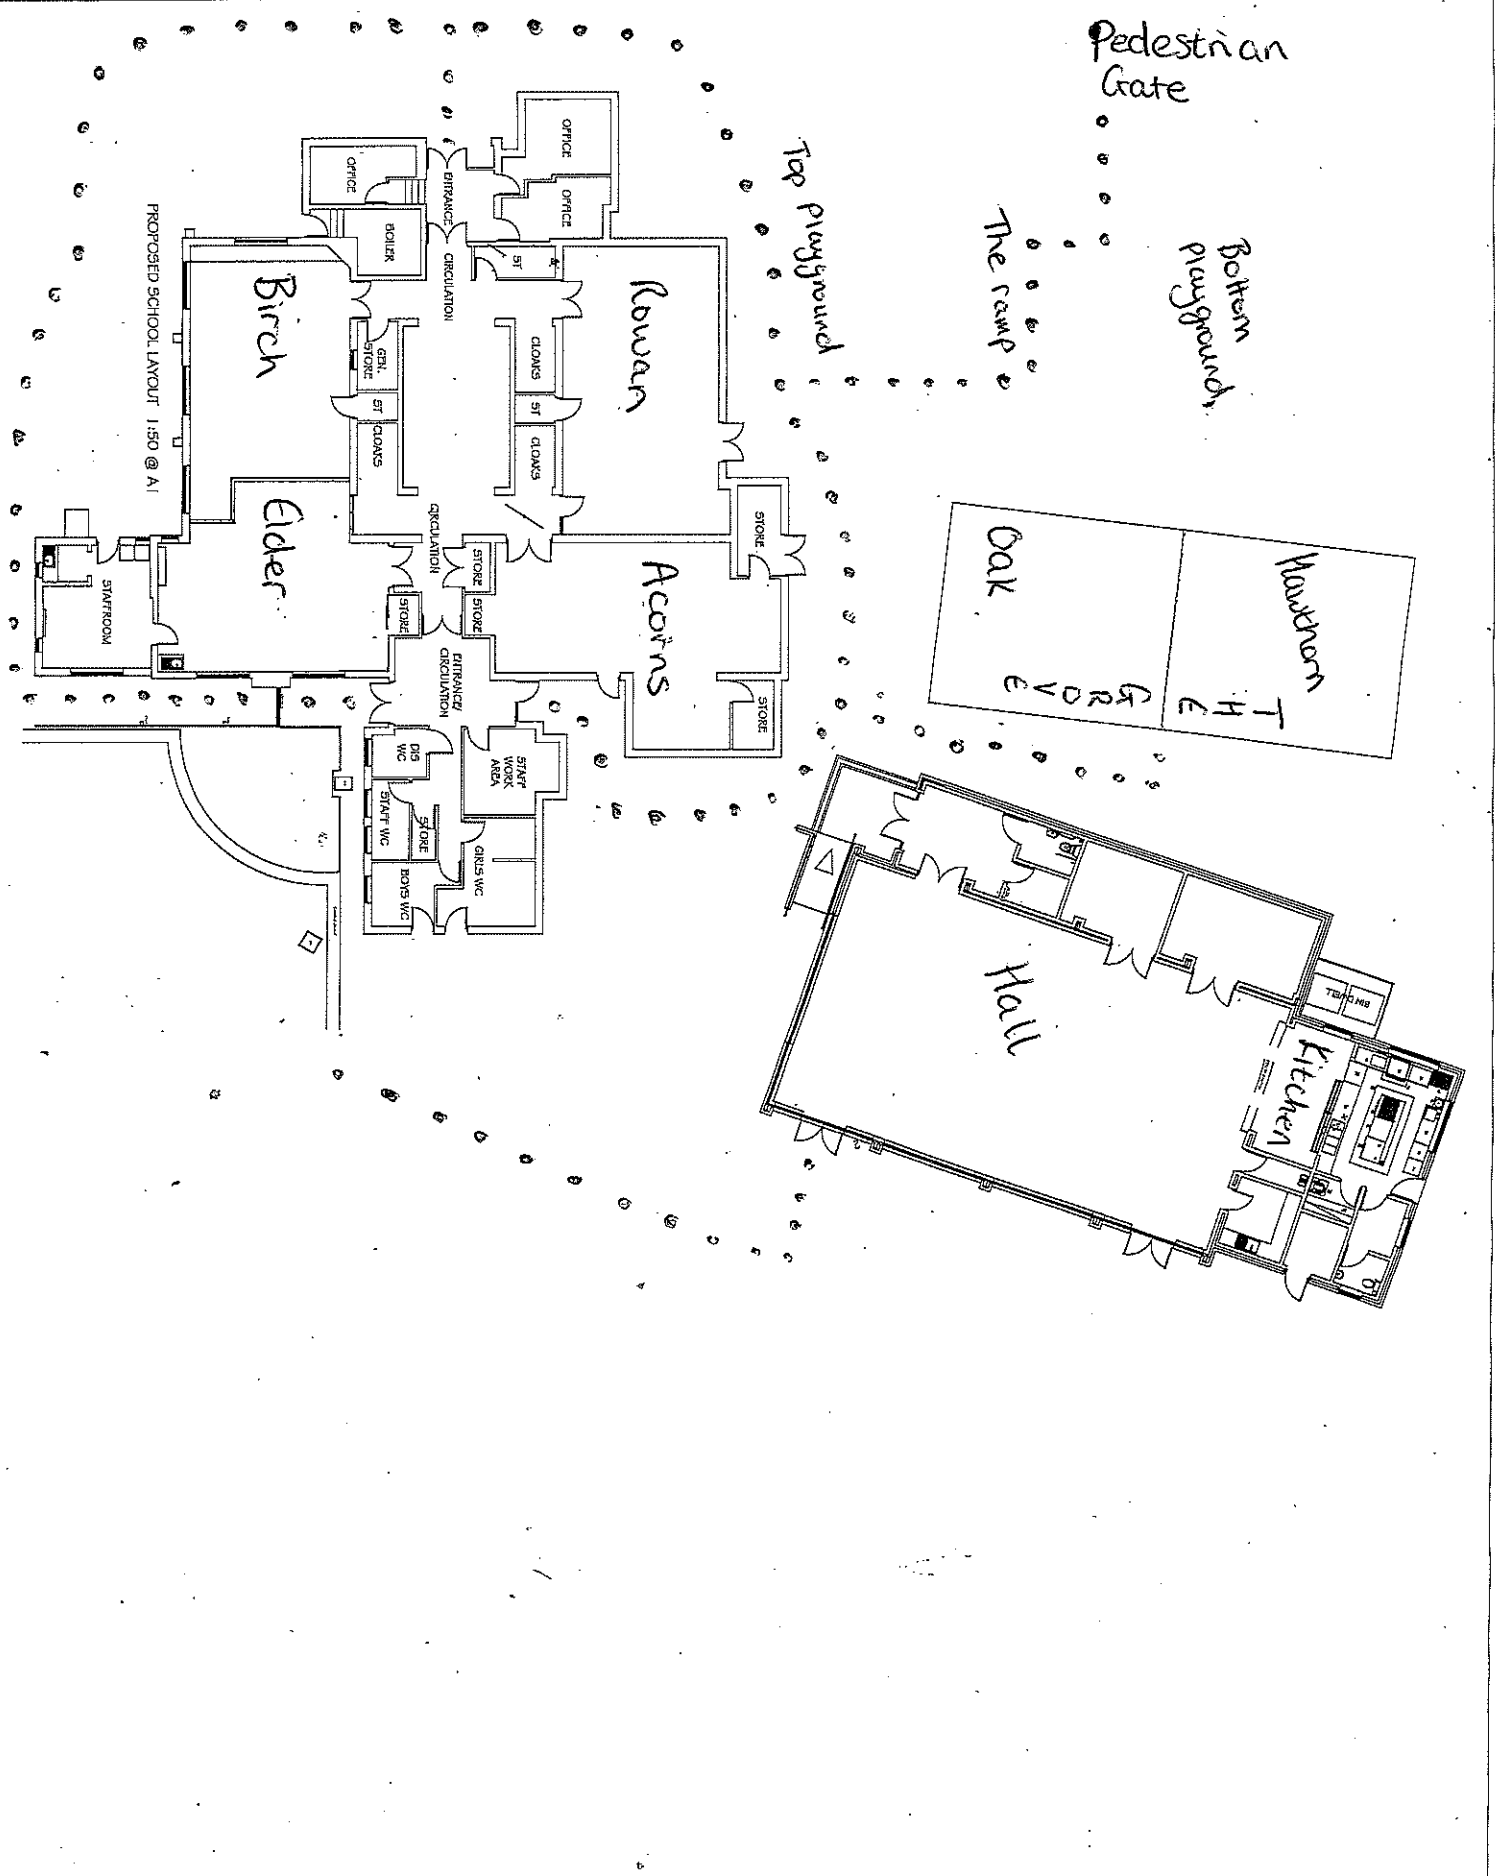 Pedestrian
Gate
Bottom
playground
The ramp
Top playground
OFFICE
OFFICE
OFFICE
ENTRANCE
BOILER
CIRCULATION
ST
Rowan
Birch
GEN.
STORE
CLOAKS
ST
ST
CLOAKS
CLOAKS
PROPOSED SCHOOL LAYOUT 1:50 @ A1
Elder
CIRCULATION
STORE
STORE
STORE
STORE
Acorns
STORE
STAFFROOM
ENTRANCE/
CIRCULATION
Oak
Hawthorn
THE
GROVE
DIS
WC
STAFF
WORK
AREA
STAFF WC
STORE
GIRLS WC
BOYS WC
Hall
Kitchen